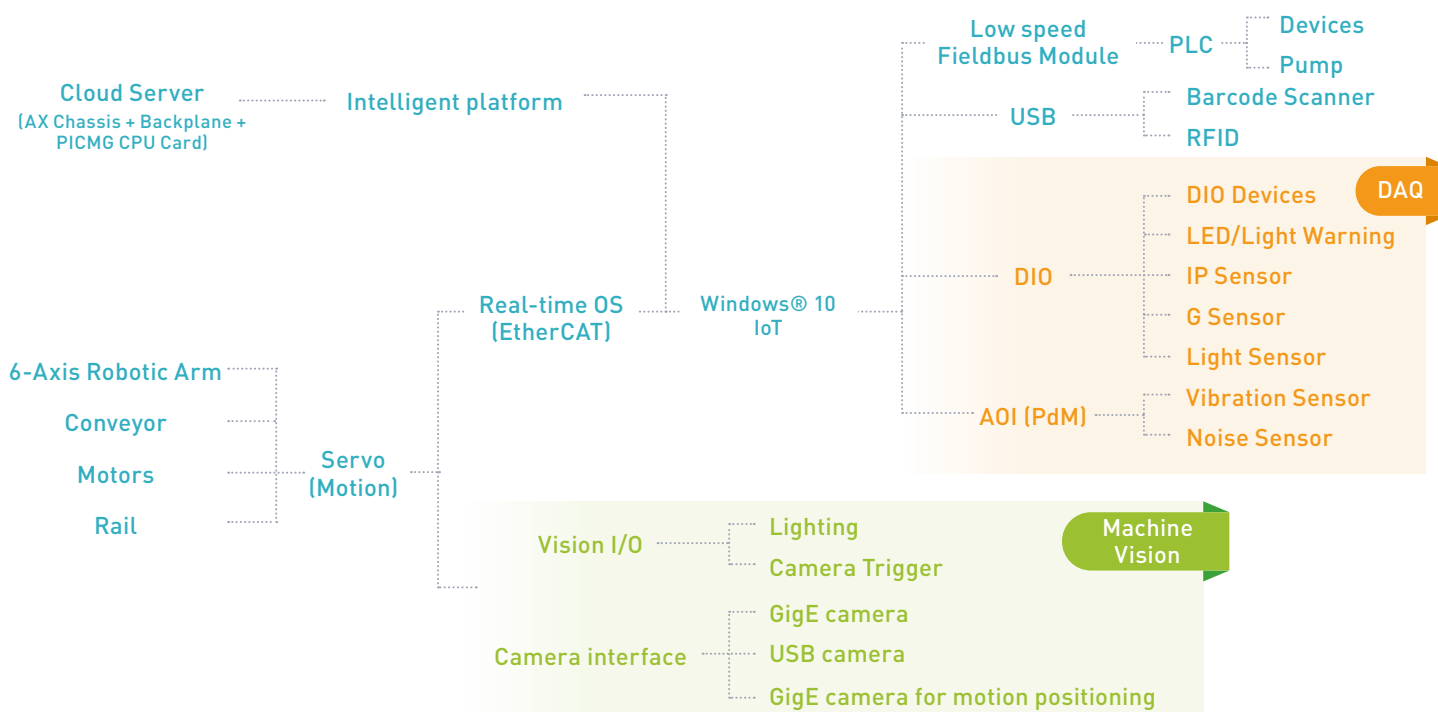 Cloud Server
(AX Chassis + Backplane +
PICMG CPU Card)
Intelligent platform
Low speed
Fieldbus Module
PLC
Devices
Pump
USB
Barcode Scanner
RFID
DAQ
DIO
DIO Devices
LED/Light Warning
IP Sensor
G Sensor
Light Sensor
AOI (PdM)
Vibration Sensor
Noise Sensor
Real-time OS
(EtherCAT)
Windows® 10
IoT
6-Axis Robotic Arm
Conveyor
Motors
Rail
Servo
(Motion)
Machine
Vision
Vision I/O
Lighting
Camera Trigger
Camera interface
GigE camera
USB camera
GigE camera for motion positioning